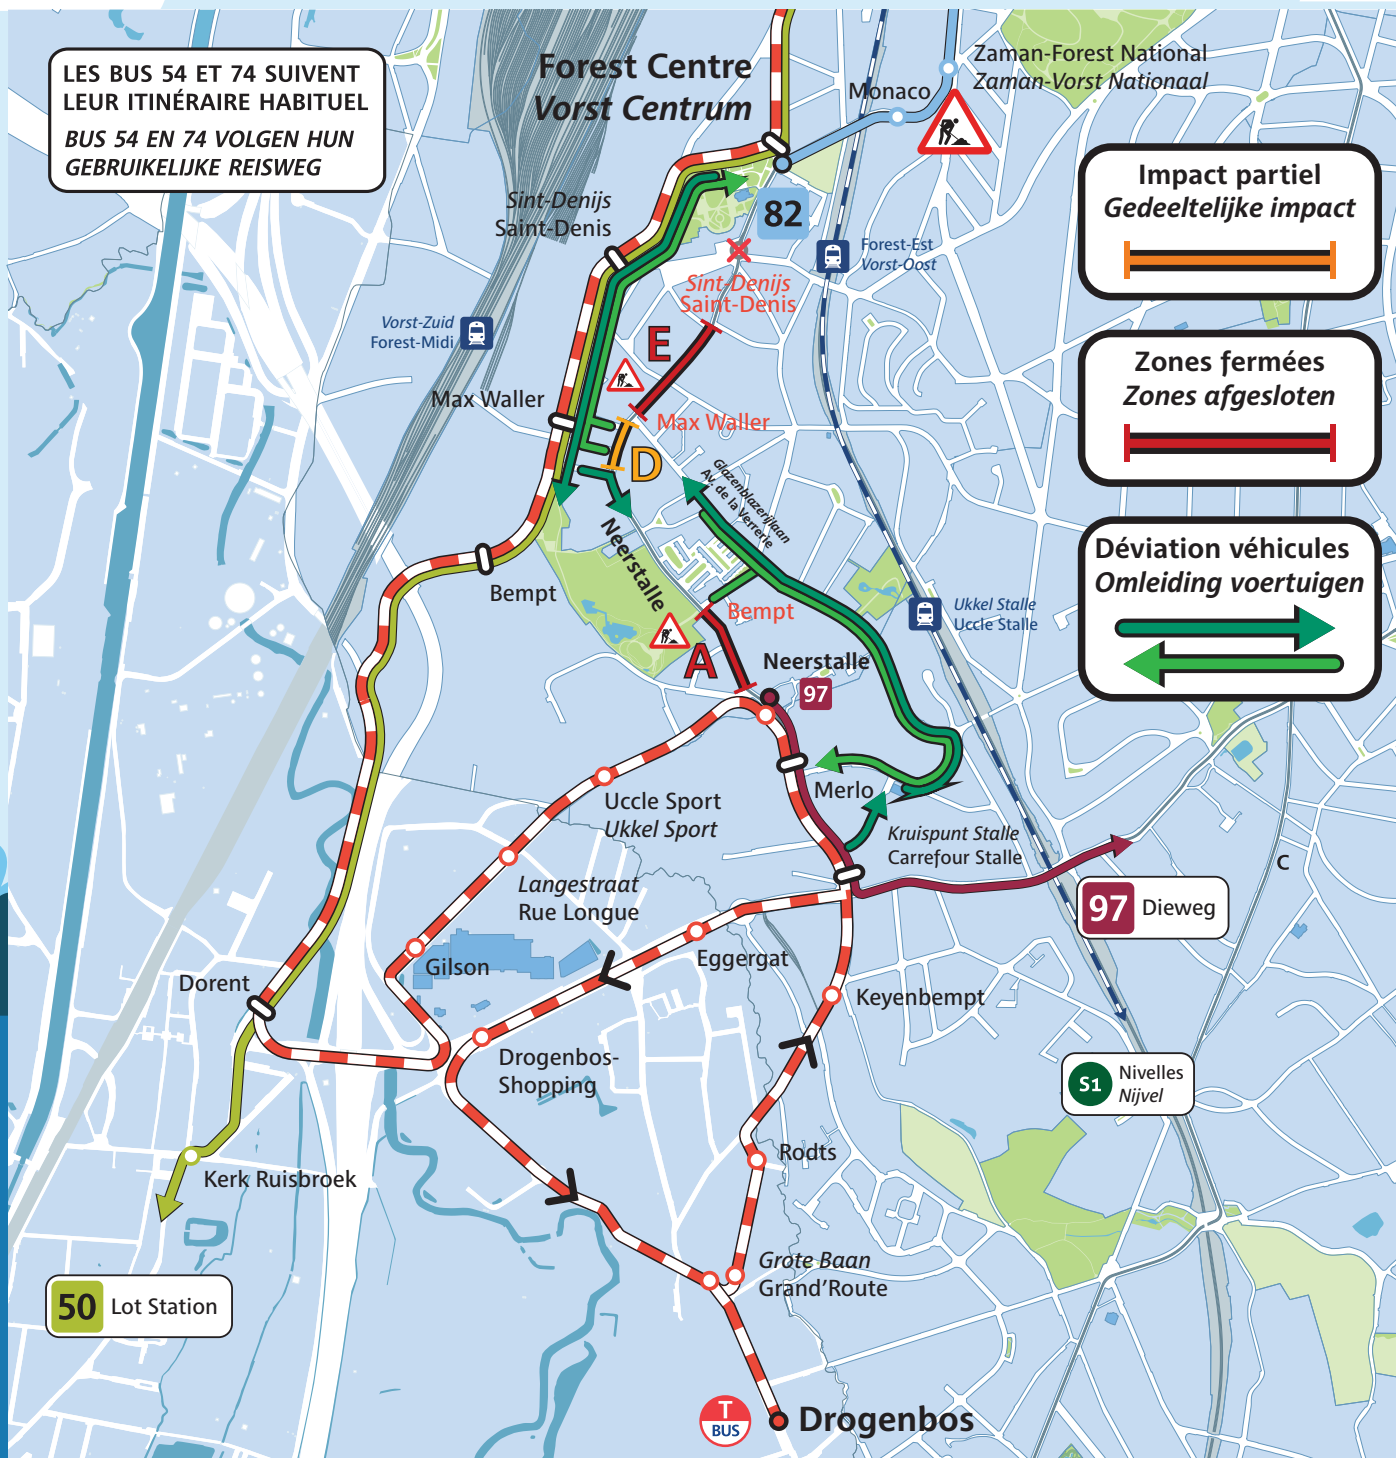 LES BUS 54 ET 74 SUIVENT
LEUR ITINÉRAIRE HABITUEL
BUS 54 EN 74 VOLGEN HUN
GEBRUIKELIJKE REISWEG
Forest Centre
Vorst Centrum
Zaman-Forest National
Zaman-Vorst Nationaal
Monaco
Impact partiel
Gedeeltelijke impact
Sint-Denijs
Saint-Denis
82
Forest-Est
Vorst-Oost
Sint-Denijs
Saint-Denis
Vorst-Zuid
Forest-Midi
E
Zones fermées
Zones afgesloten
Max Waller
Max Waller
D
Glazenblazerijlaan
Av. de la Verrerie
Neerstalle
Déviation véhicules
Omleiding voertuigen
Bempt
Bempt
Ukkel Stalle
Uccle Stalle
A
Neerstalle
97
Merlo
Uccle Sport
Ukkel Sport
Kruispunt Stalle
Carrefour Stalle
C
Langestraat
Rue Longue
97 Dieweg
Eggergat
Gilson
Dorent
Keyenbempt
Drogenbos-
Shopping
S1
Nivelles
Nijvel
Rodts
Kerk Ruisbroek
Grote Baan
Grand'Route
50 Lot Station
T
BUS
Drogenbos